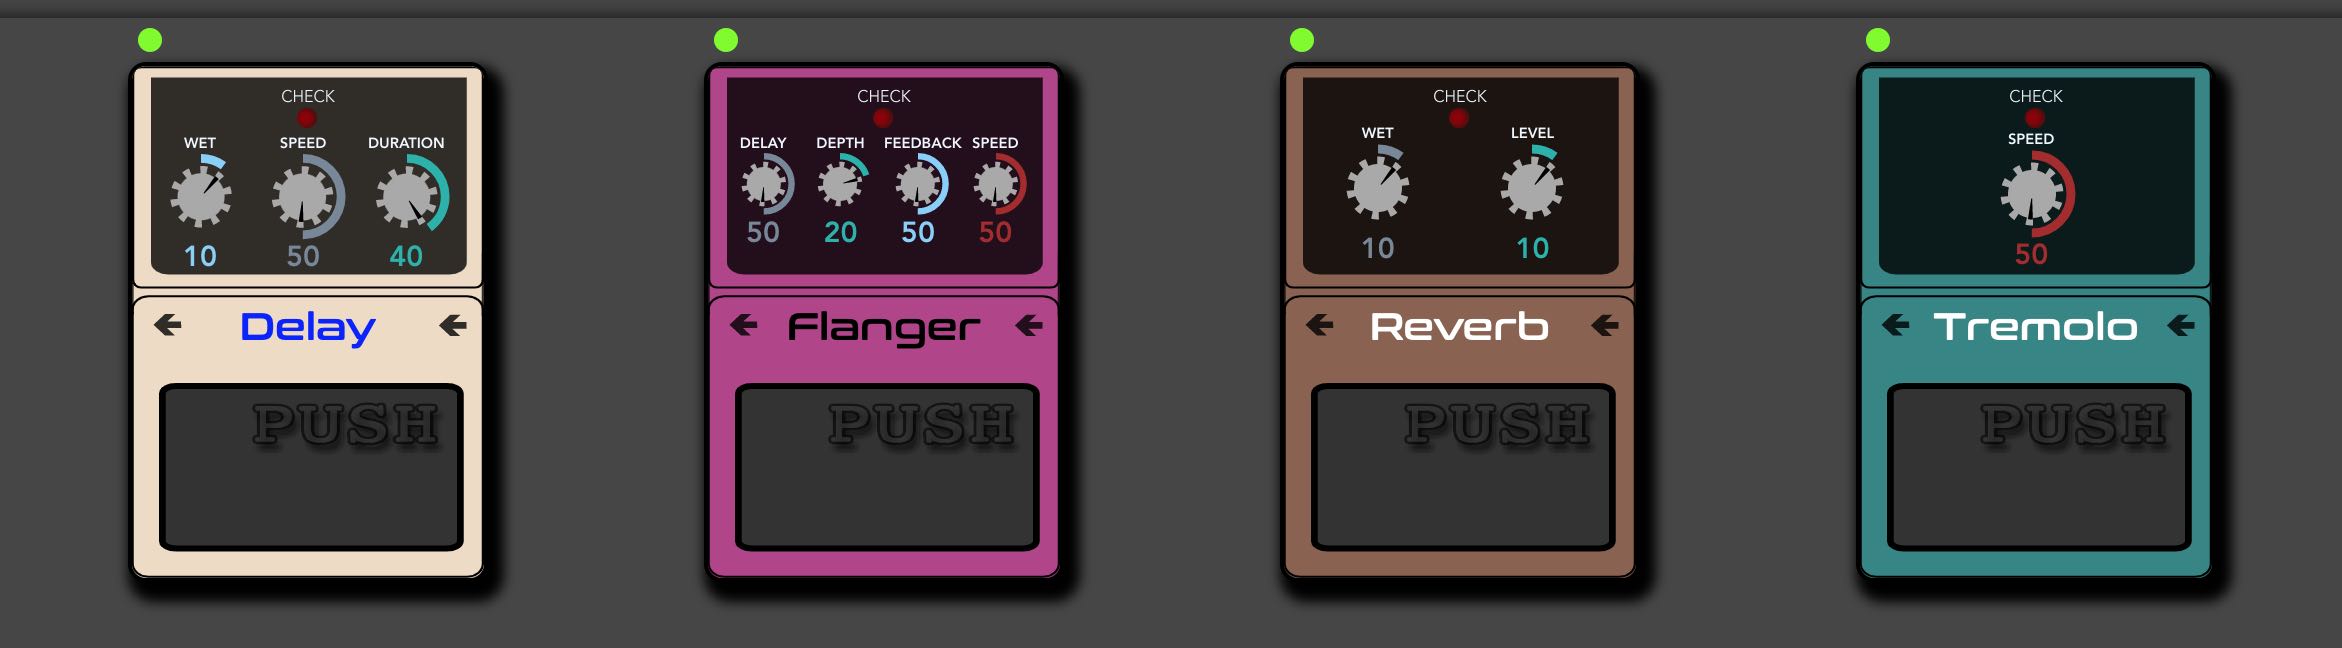 CHECK
WET SPEED DURATION
10 50 40
Delay
PUSH
CHECK
DELAY DEPTH FEEDBACK SPEED
50 20 50 50
Flanger
PUSH
CHECK
WET LEVEL
10 10
Reverb
PUSH
CHECK
SPEED
50
Tremolo
PUSH